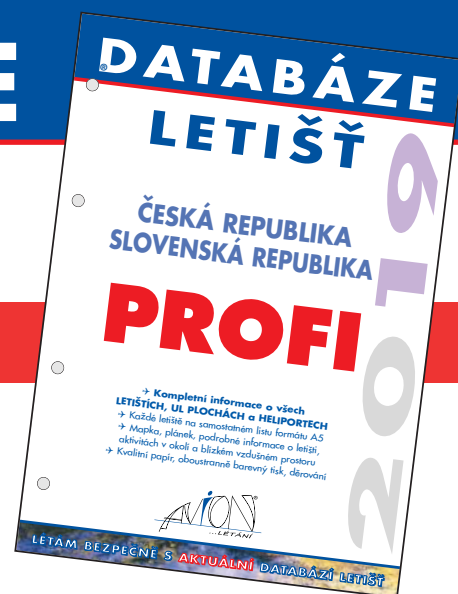 E
®DATABÁZE
LETIŠŤ
ČESKÁ REPUBLIKA
SLOVENSKÁ REPUBLIKA
2019
PROFI
✈ Kompletní informace o všech
LETIŠTÍCH, UL PLOCHÁCH a HELIPORTECH
✈ Každé letiště na samostatném listu formátu A5
✈ Mapka, plánek, podrobné informace o letišti,
aktivitách v okolí a blízkém vzdušném prostoru
✈ Kvalitní papír, oboustranně barevný tisk, děrování
AVION®
...LÉTÁNÍ
LÉTÁM BEZPEČNĚ S AKTUÁLNÍ DATABÁZÍ LETIŠŤ